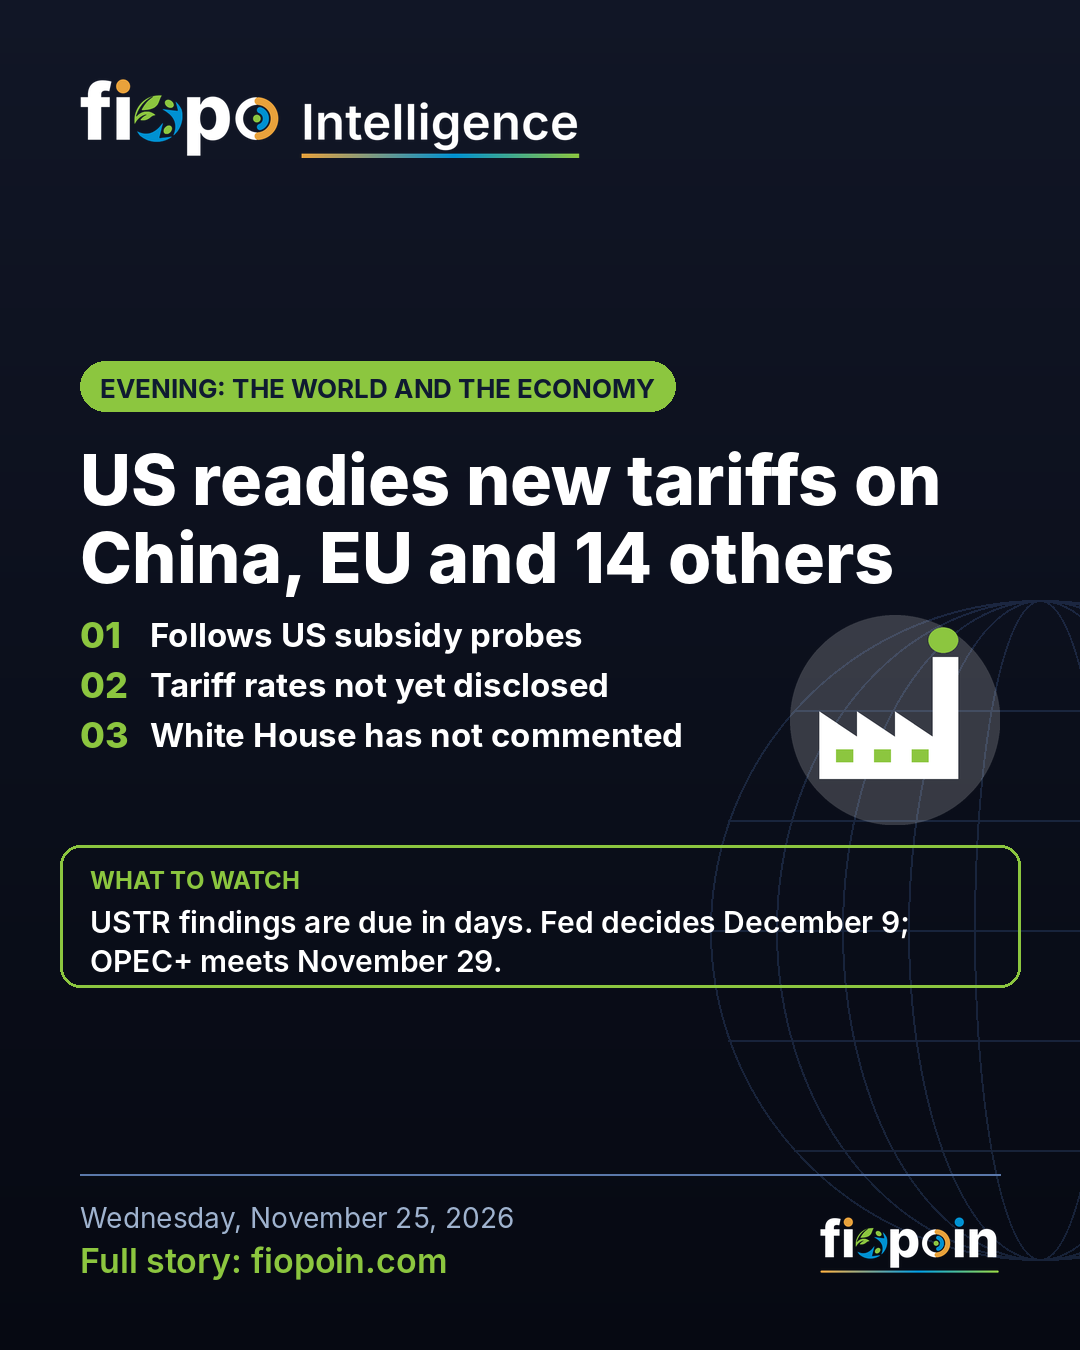 fiopo Intelligence
EVENING: THE WORLD AND THE ECONOMY
US readies new tariffs on
China, EU and 14 others
01 Follows US subsidy probes
02 Tariff rates not yet disclosed
03 White House has not commented
WHAT TO WATCH
USTR findings are due in days. Fed decides December 9;
OPEC+ meets November 29.
Wednesday, November 25, 2026
Full story: fiopoin.com
fiopoin